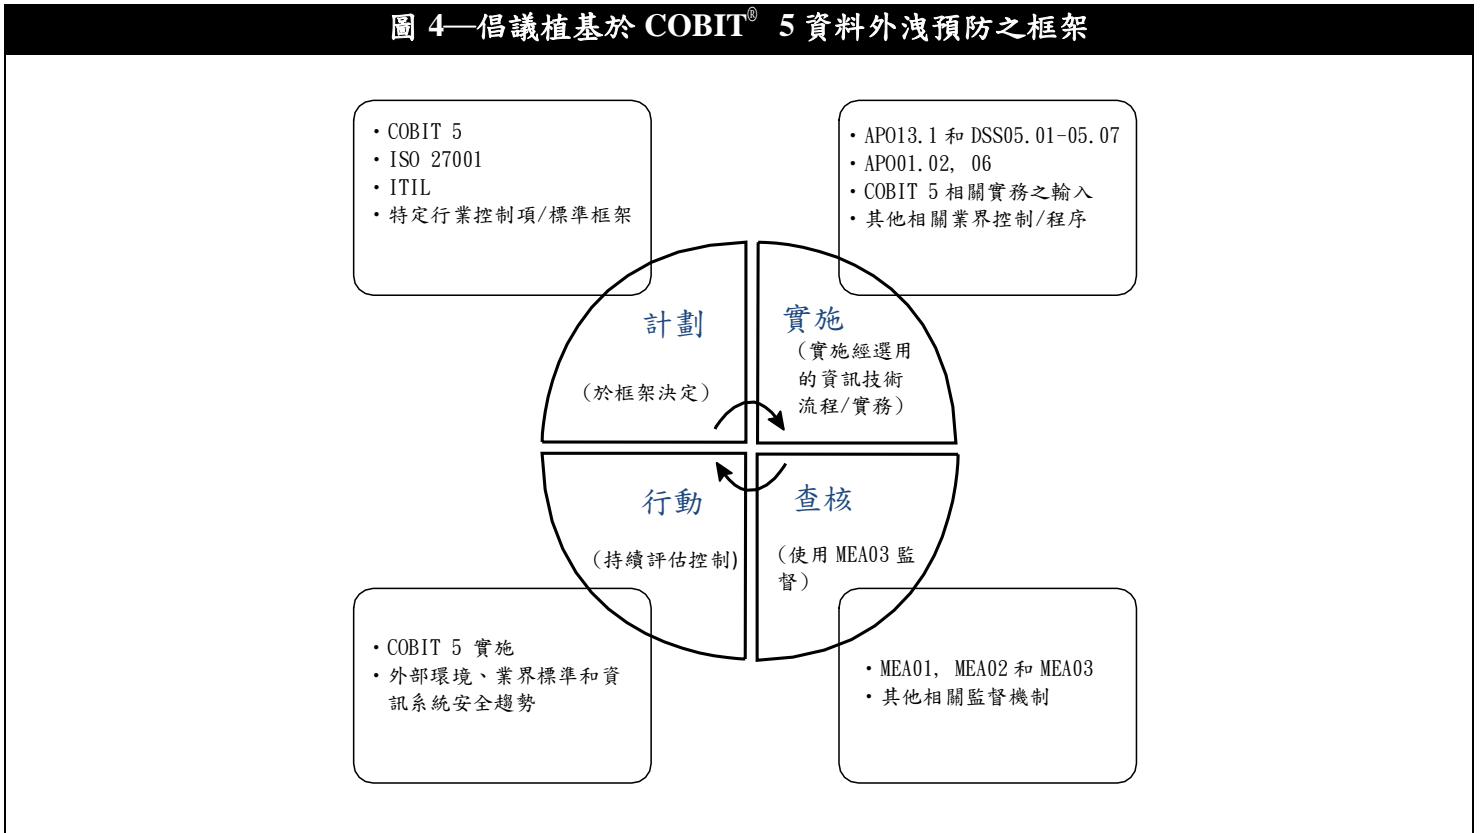 圖 4—倡議植基於 COBIT® 5 資料外洩預防之框架
・COBIT 5
・ISO 27001
・ITIL
・特定行業控制項/標準框架
・APO13.1 和 DSS05.01-05.07
・APO01.02, 06
・COBIT 5 相關實務之輸入
・其他相關業界控制/程序
計劃
（於框架決定）
實施
（實施經選用
的資訊技術
流程/實務）
行動
（持續評估控制)
查核
（使用 MEA03 監
督）
・COBIT 5 實施
・外部環境、業界標準和資
訊系統安全趨勢
・MEA01, MEA02 和 MEA03
・其他相關監督機制